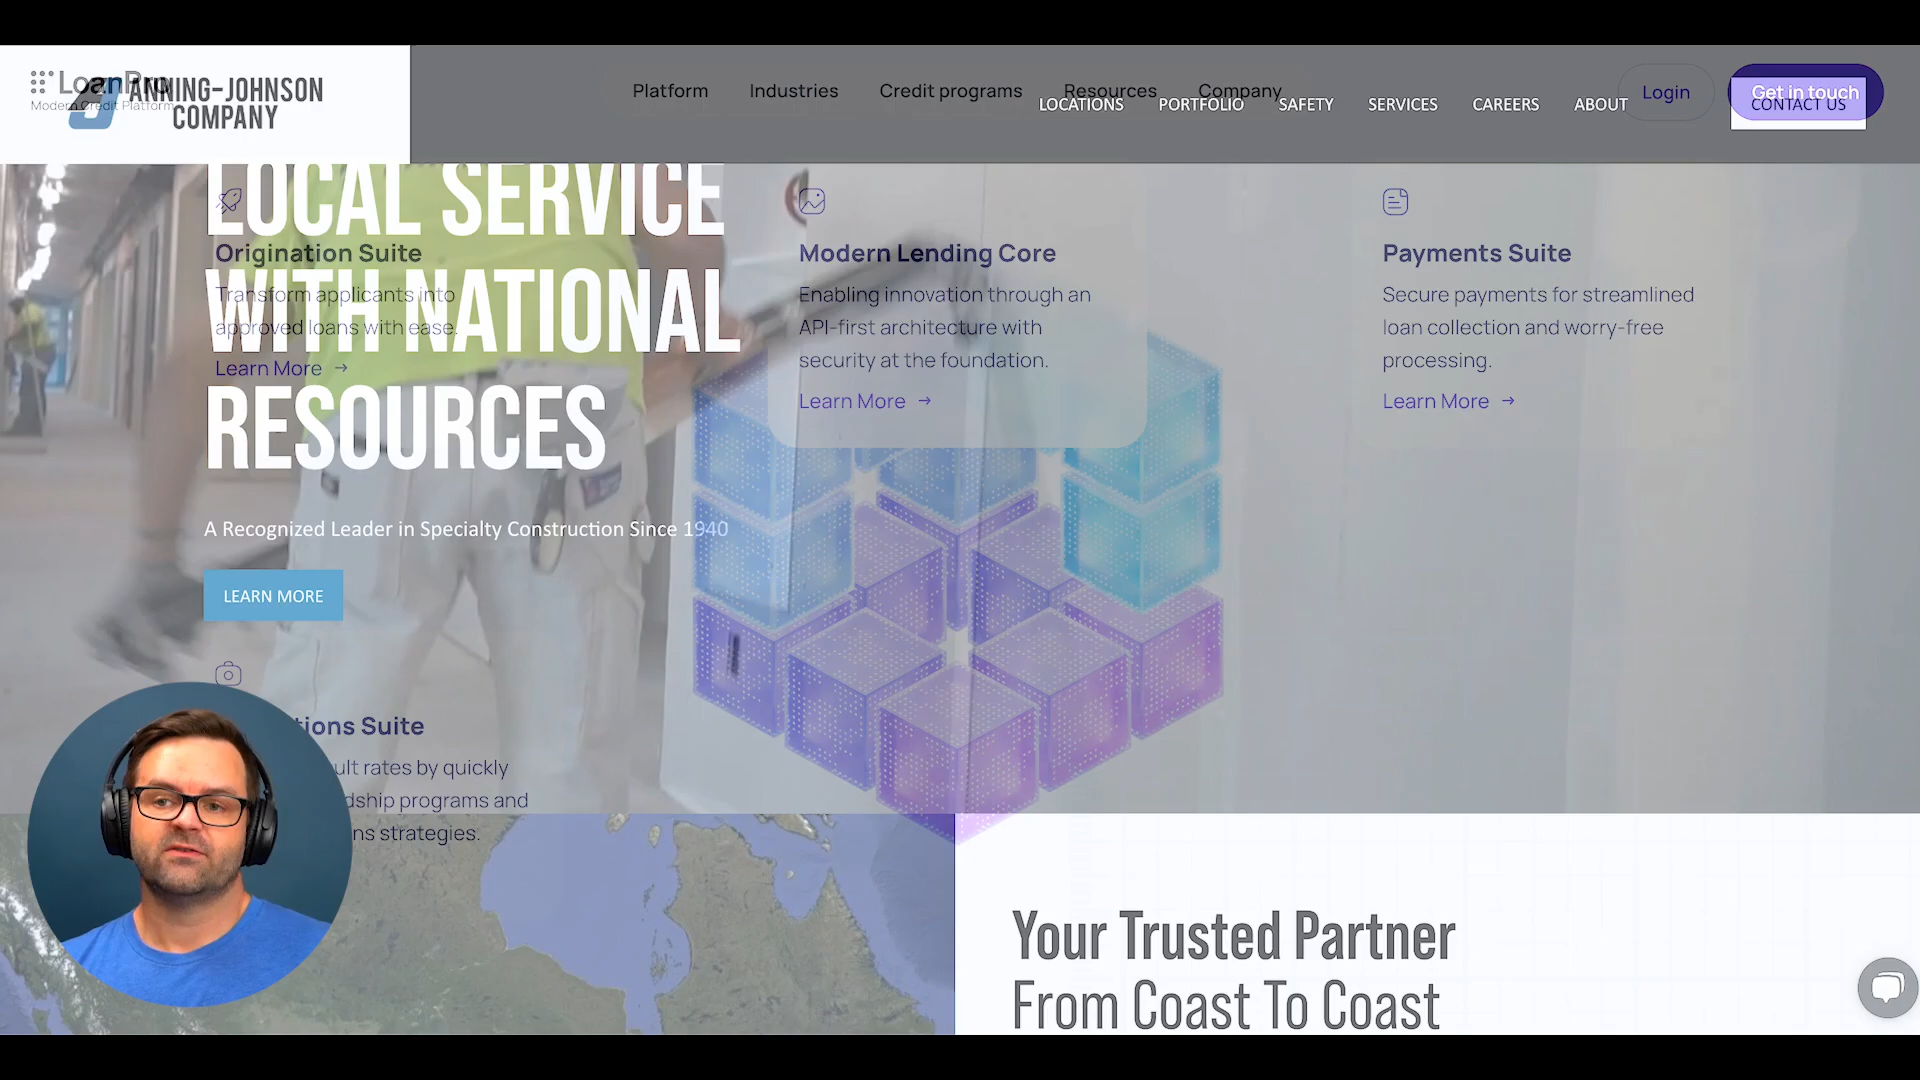 LoanPro
Modern Credit Platform
ANNING-JOHNSON
COMPANY
Platform
Industries
Credit programs
Resources
Company
Login
Get in touch
LOCATIONS
PORTFOLIO
SAFETY
SERVICES
CAREERS
ABOUT
CONTACT US
LOCAL SERVICE
WITH NATIONAL
RESOURCES
A Recognized Leader in Specialty Construction Since 1940
LEARN MORE
Origination Suite
Transform applicants into
approved loans with ease.
Learn More →
Modern Lending Core
Enabling innovation through an
API-first architecture with
security at the foundation.
Learn More →
Payments Suite
Secure payments for streamlined
loan collection and worry-free
processing.
Learn More →
tions Suite
ult rates by quickly
dship programs and
ns strategies.
Your Trusted Partner
From Coast To Coast